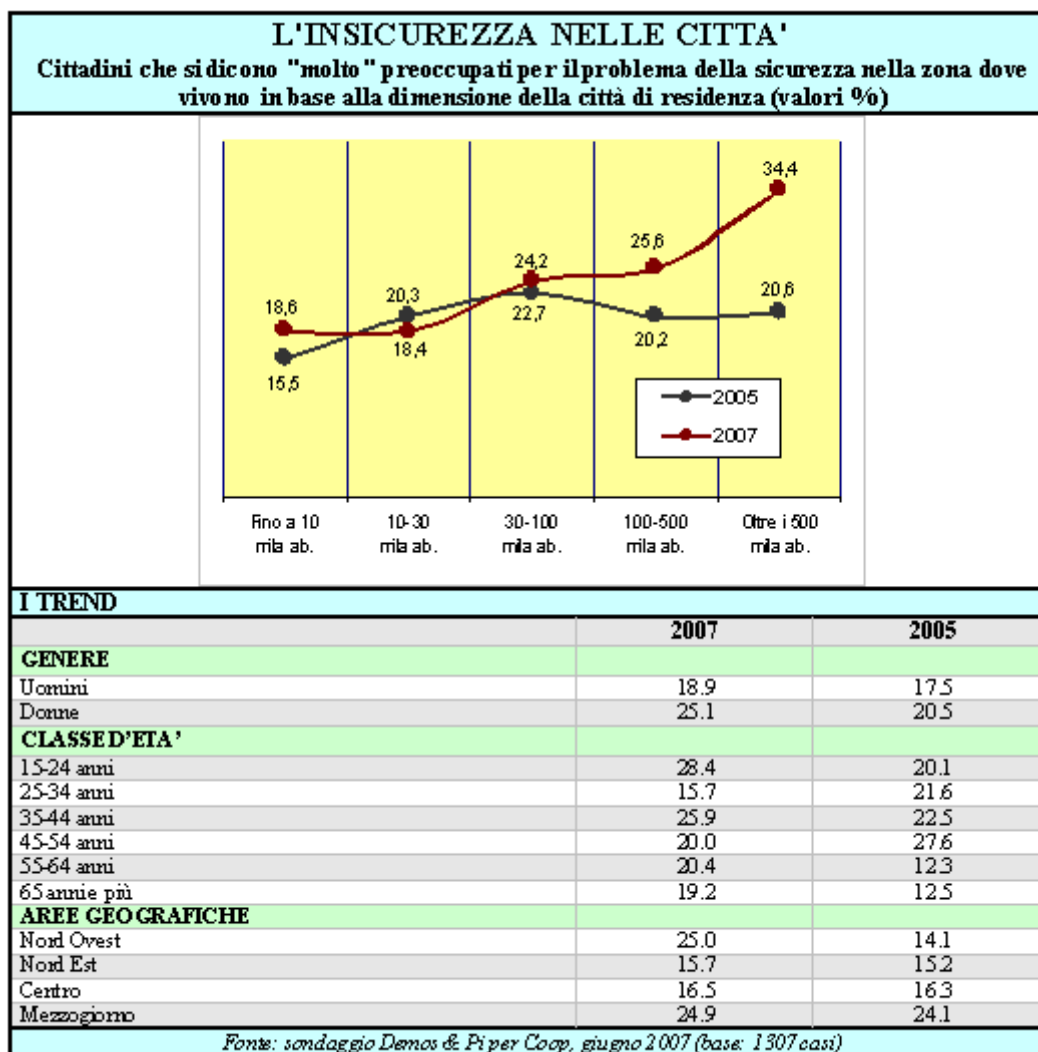 L'INSICUREZZA NELLE CITTA'
Cittadini che si dicono "molto" preoccupati per il problema della sicurezza nella zona dove
vivono in base alla dimensione della città di residenza (valori %)
34,4
25,6
24,2
20,3
18,6
20,6
22,7
18,4
20,2
15,5
2005
2007
Fino a 10 10-30 30-100 100-500 Oltre i 500
mila ab. mila ab. mila ab. mila ab. mila ab.
I TREND
2007 2005
GENERE
Uomini 18.9 17.5
Donne 25.1 20.5
CLASSE D'ETA'
15-24 anni 28.4 20.1
25-34 anni 15.7 21.6
35-44 anni 25.9 22.5
45-54 anni 20.0 27.6
55-64 anni 20.4 12.3
65 anni e più 19.2 12.5
AREE GEOGRAFICHE
Nord Ovest 25.0 14.1
Nord Est 15.7 15.2
Centro 16.5 16.3
Mezzogiorno 24.9 24.1
Fonte: sondaggio Demos & Pi per Coop, giugno 2007 (base: 1307 casi)